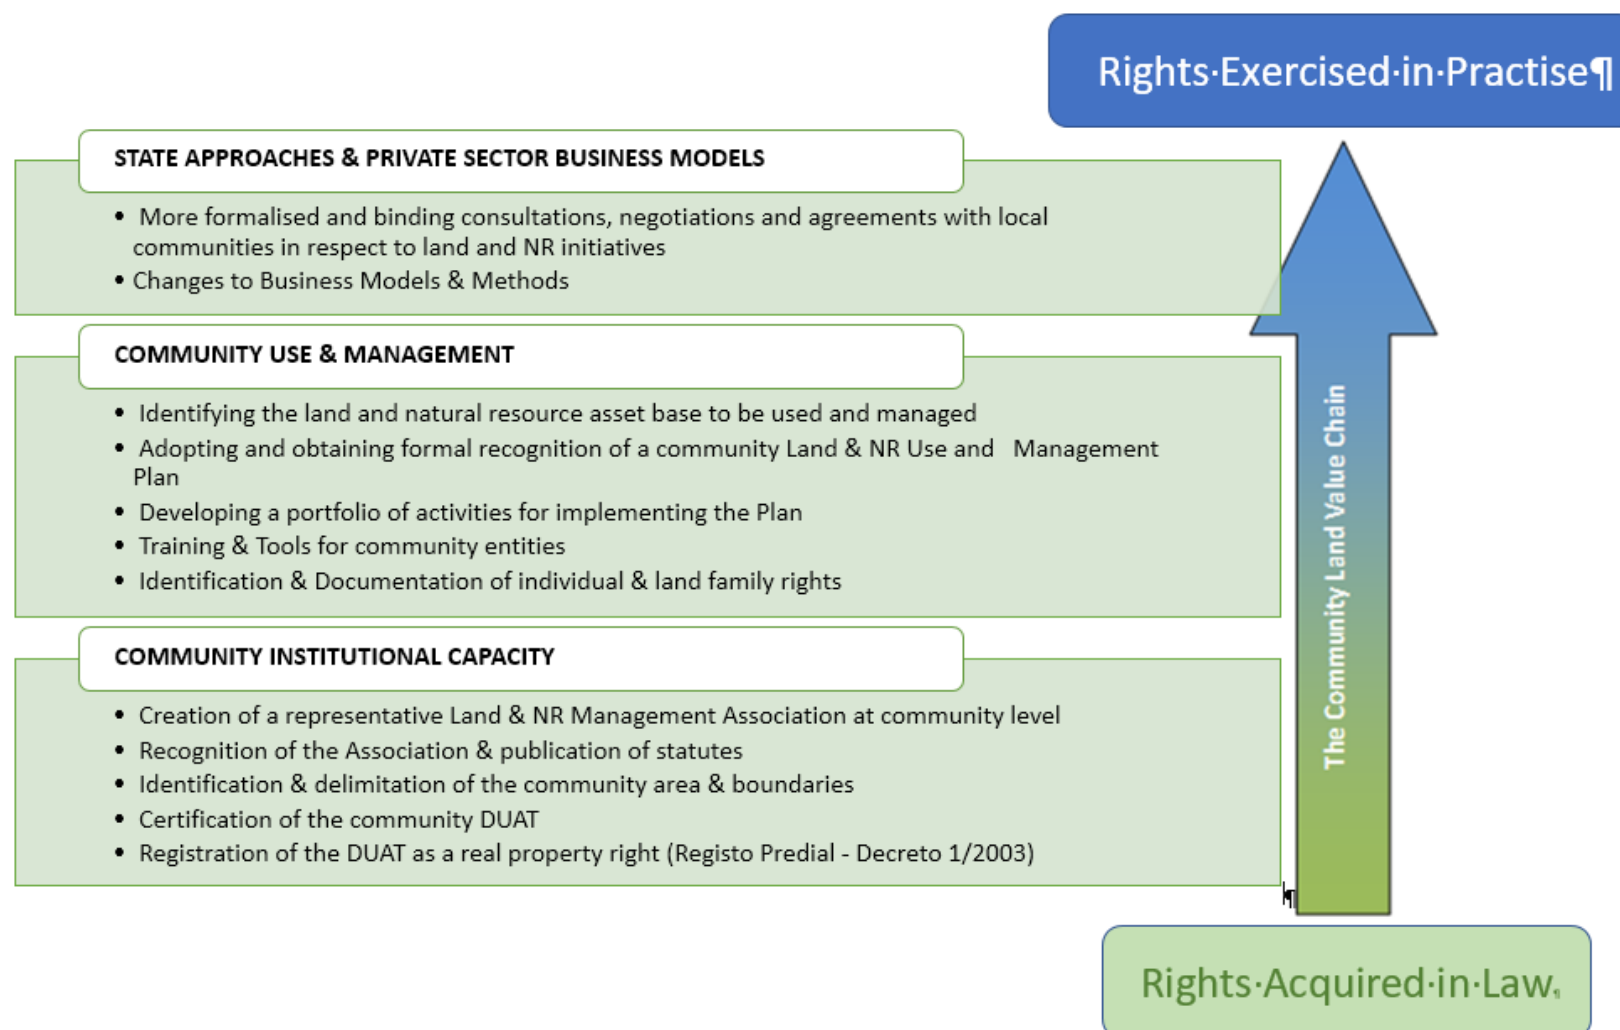 Rights·Exercised·in·Practise¶
STATE APPROACHES & PRIVATE SECTOR BUSINESS MODELS
• More formalised and binding consultations, negotiations and agreements with local
communities in respect to land and NR initiatives
• Changes to Business Models & Methods
COMMUNITY USE & MANAGEMENT
• Identifying the land and natural resource asset base to be used and managed
• Adopting and obtaining formal recognition of a community Land & NR Use and Management
Plan
• Developing a portfolio of activities for implementing the Plan
• Training & Tools for community entities
• Identification & Documentation of individual & land family rights
COMMUNITY INSTITUTIONAL CAPACITY
• Creation of a representative Land & NR Management Association at community level
• Recognition of the Association & publication of statutes
• Identification & delimitation of the community area & boundaries
• Certification of the community DUAT
• Registration of the DUAT as a real property right (Registo Predial - Decreto 1/2003)
The Community Land Value Chain
¶
Rights·Acquired·in·Law¶